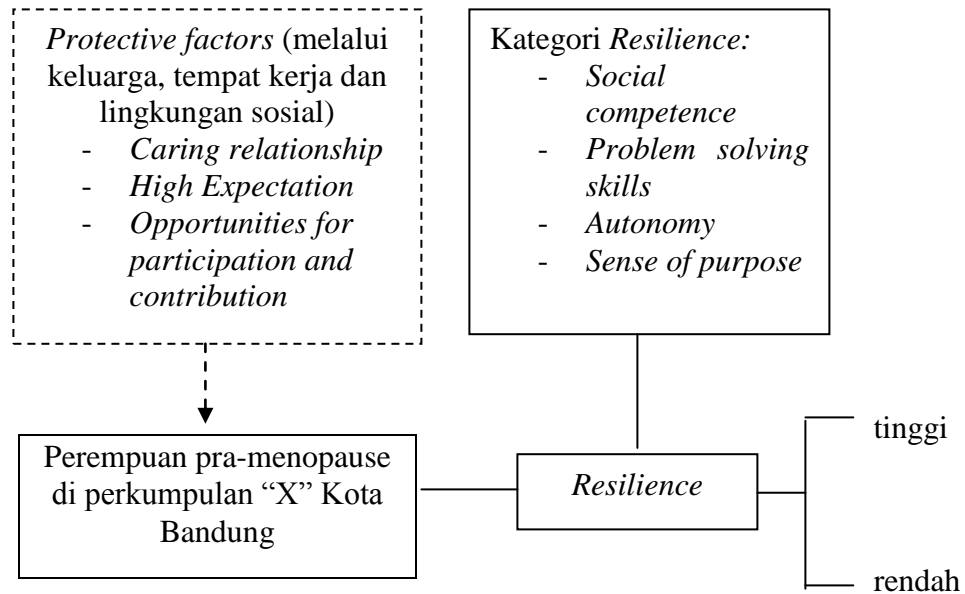 Protective factors (melalui
keluarga, tempat kerja dan
lingkungan sosial)
- Caring relationship
- High Expectation
- Opportunities for
participation and
contribution
Kategori Resilience:
- Social
competence
- Problem solving
skills
- Autonomy
- Sense of purpose
Perempuan pra-menopause
di perkumpulan “X” Kota
Bandung
Resilience
tinggi
rendah